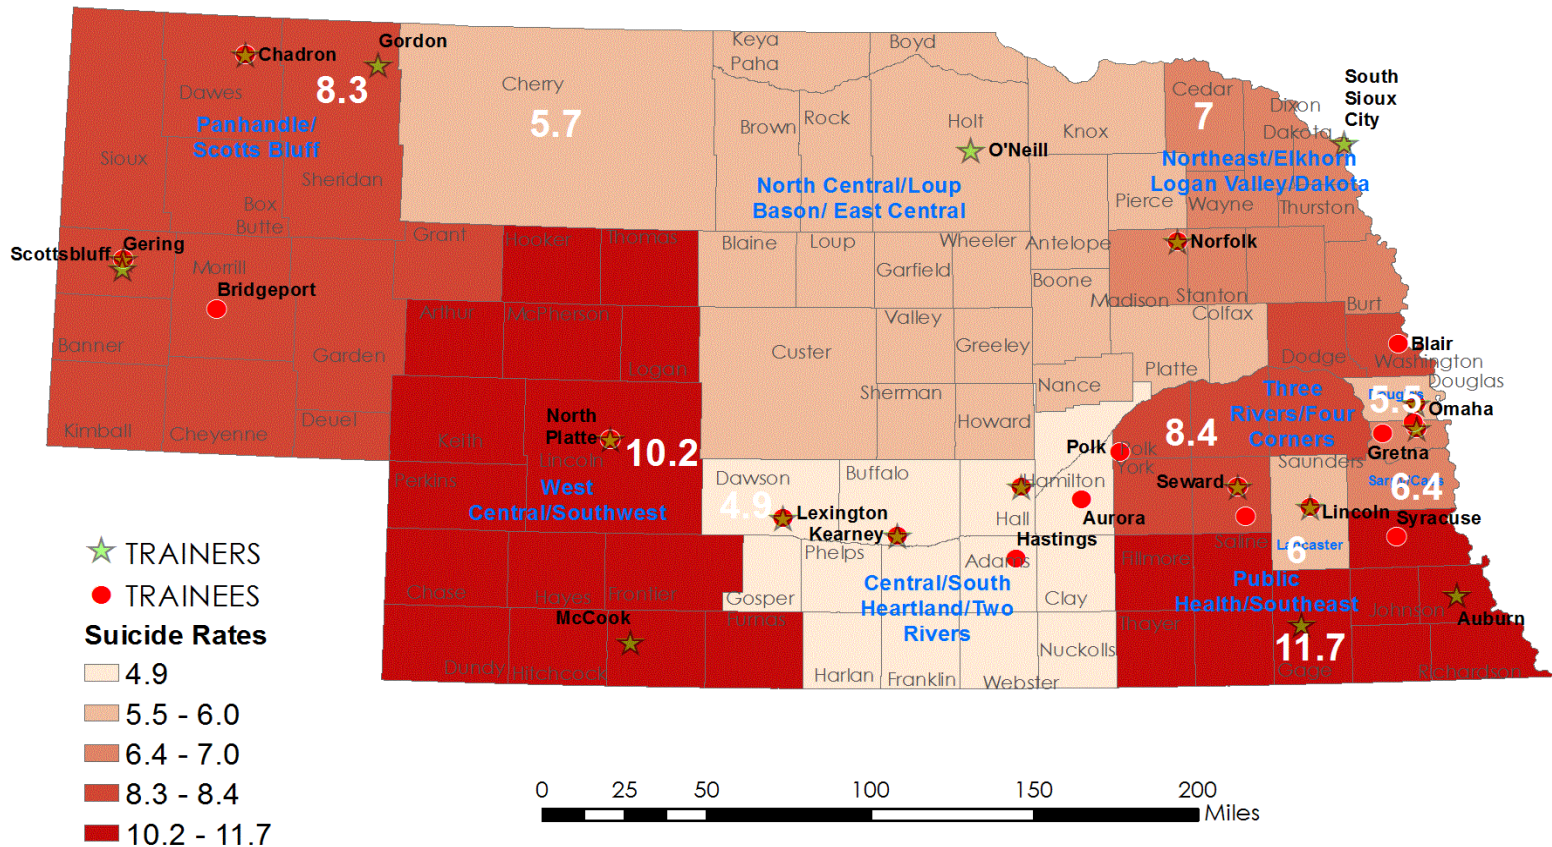 Chadron
Gordon
8.3
Dawes
Panhandle/
Scotts Bluff
Sioux
Sheridan
Box
Butte
Cherry
5.7
Keya
Paha
Boyd
Brown
Rock
Holt
O'Neill
Knox
North Central/Loup
Bason/ East Central
Cedar
7
Dixon
Dakota
South
Sioux
City
Northeast/Elkhorn
Logan Valley/Dakota
Pierce
Wayne
Thurston
Scottsbluff
Gering
Morrill
Bridgeport
Grant
Hooker
Thomas
Blaine
Loup
Wheeler
Garfield
Antelope
Boone
Norfolk
Madison
Stanton
Colfax
Burt
Banner
Garden
Arthur
McPherson
Logan
Custer
Valley
Greeley
Sherman
Howard
Nance
Platte
Dodge
Blair
Washington
Douglas
Kimball
Cheyenne
Deuel
Keith
North
Platte
Lincoln
10.2
Perkins
West
Central/Southwest
Three
Rivers/Four
Corners
8.4
Douglas
5.5
Omaha
Gretna
Saunders
Sarpy/Cass
6.4
Polk
Polk
York
Seward
Dawson
4.9
Buffalo
Lexington
Kearney
Hamilton
Hall
Aurora
Hastings
Adams
Phelps
Gosper
Clay
Central/South
Heartland/Two
Rivers
Lincoln
Lancaster
6
Syracuse
Saline
Fillmore
Public
Health/Southeast
11.7
Johnson
Auburn
Chase
Hayes
Frontier
McCook
Furnas
Dundy
Hitchcock
Harlan
Franklin
Webster
Nuckolls
Thayer
Gage
Richardson
TRAINERS
TRAINEES
Suicide Rates
4.9
5.5 - 6.0
6.4 - 7.0
8.3 - 8.4
10.2 - 11.7
0 25 50 100 150 200
Miles